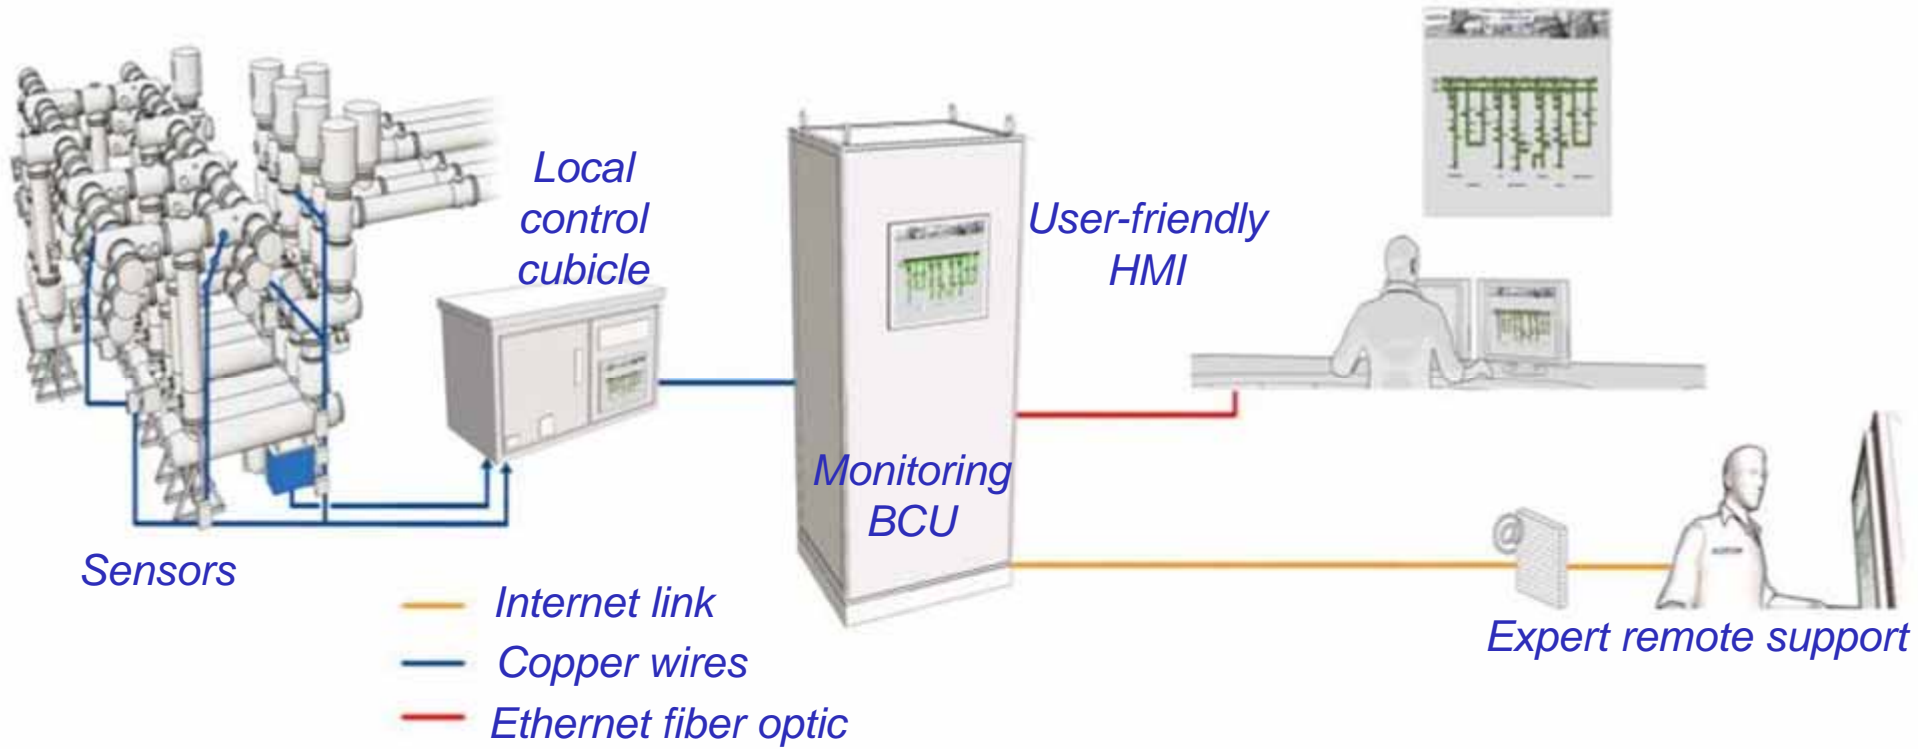 Local
control
cubicle
User-friendly
HMI
Monitoring
BCU
Sensors
Internet link
Copper wires
Ethernet fiber optic
Expert remote support
@